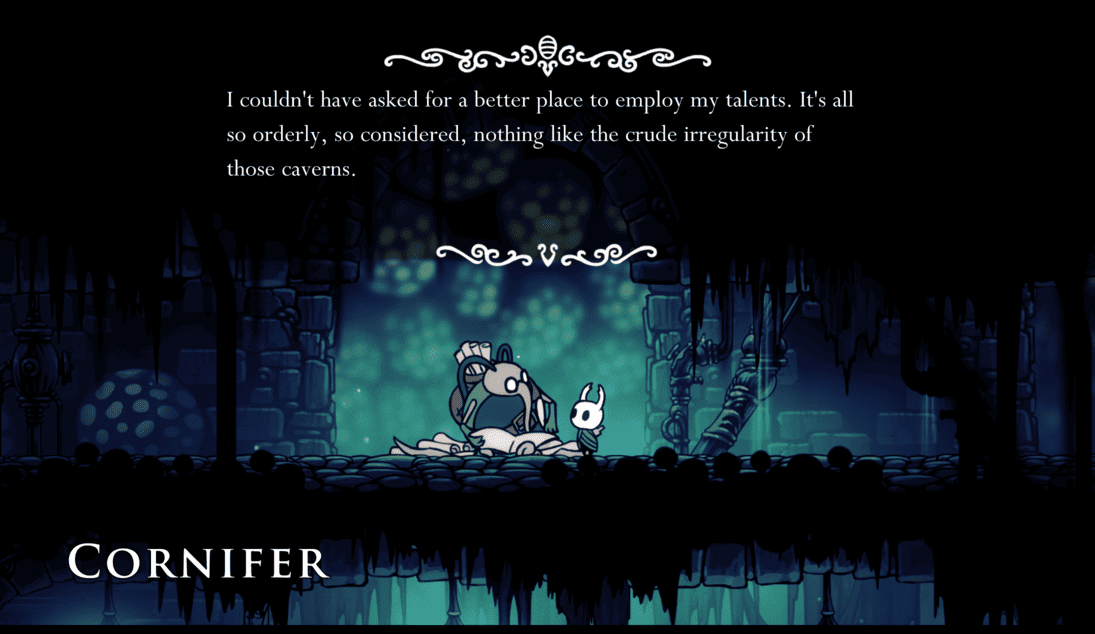 I couldn't have asked for a better place to employ my talents. It's all
so orderly, so considered, nothing like the crude irregularity of
those caverns.
CORNIFER